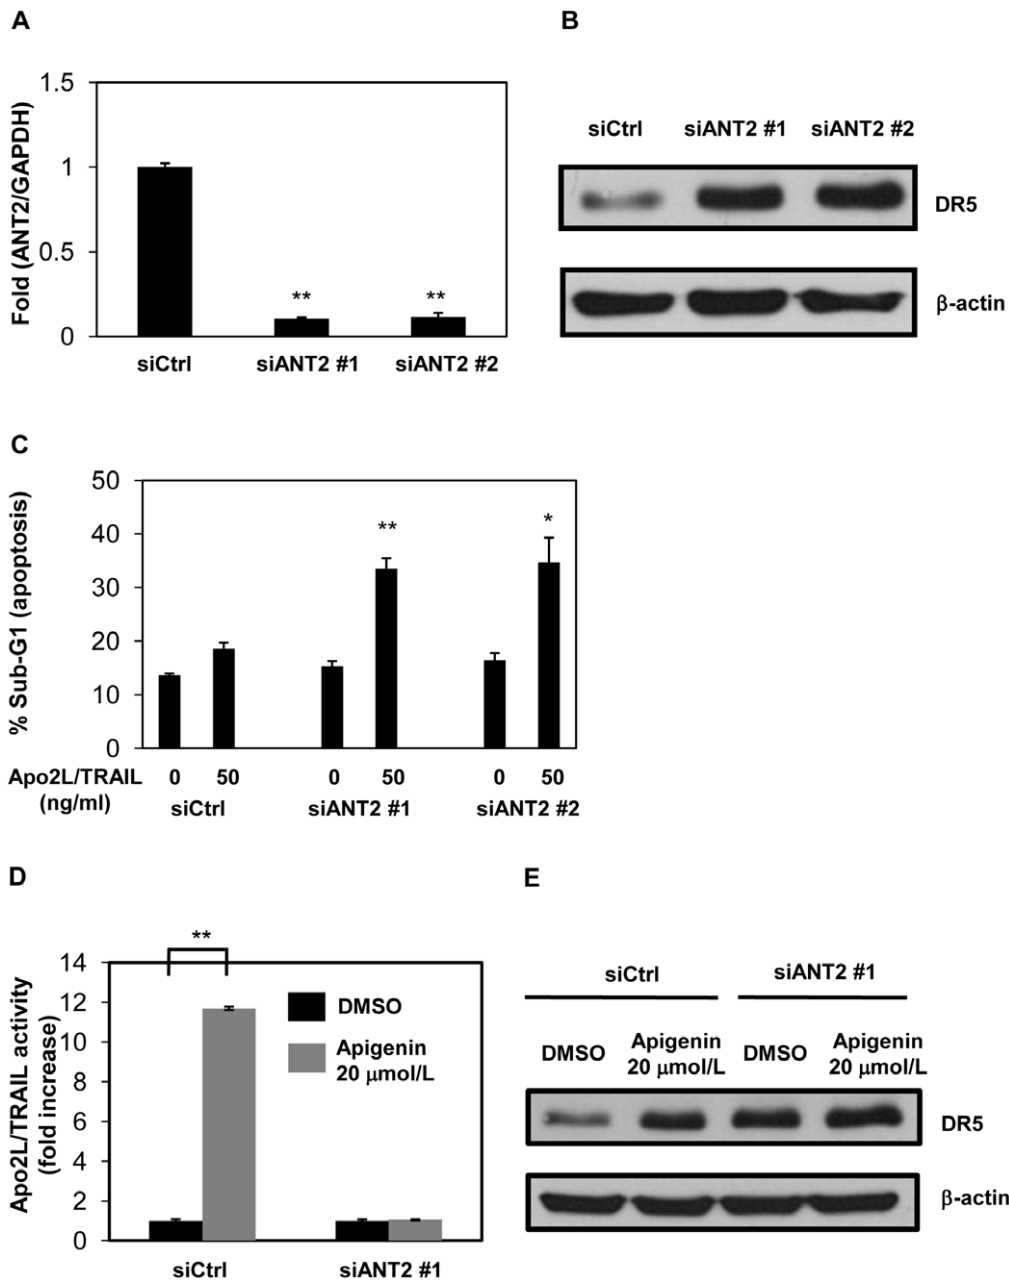 A
Fold (ANT2/GAPDH)
1.5
1
0.5
0
**
**
siCtrl
siANT2 #1
siANT2 #2
B
siCtrl
siANT2 #1
siANT2 #2
DR5
β-actin
C
% Sub-G1 (apoptosis)
50
40
30
20
10
0
**
*
Apo2L/TRAIL
(ng/ml)
0
50
0
50
0
50
siCtrl
siANT2 #1
siANT2 #2
D
Apo2L/TRAIL activity
(fold increase)
**
14
12
10
8
6
4
2
0
DMSO
Apigenin
20 μmol/L
siCtrl
siANT2 #1
E
siCtrl
siANT2 #1
DMSO
Apigenin
20 μmol/L
DMSO
Apigenin
20 μmol/L
DR5
β-actin